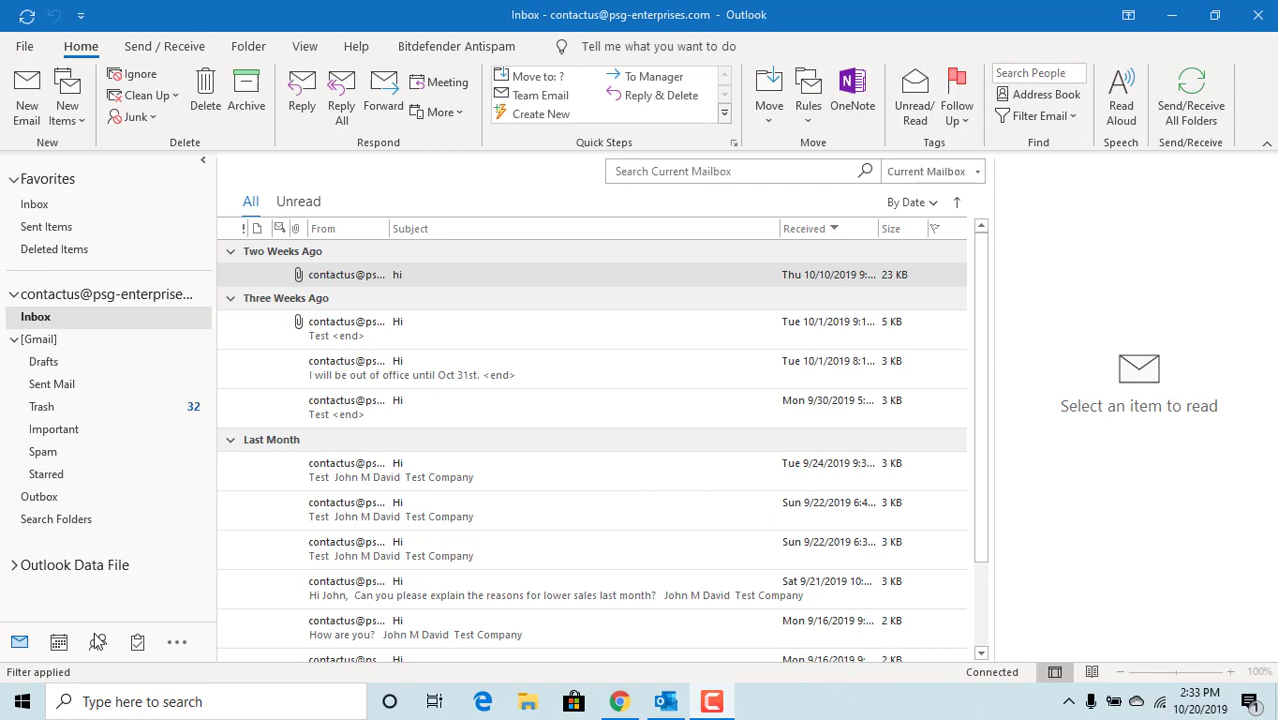 Inbox - contactus@psg-enterprises.com - Outlook
File Home Send / Receive Folder View Help Bitdefender Antispam Tell me what you want to do
New Email
New Items
New
Ignore
Clean Up
Junk
Delete
Archive
Delete
Reply
Reply All
Forward
Meeting
More
Respond
Move to: ?
To Manager
Team Email
Reply & Delete
Create New
Quick Steps
Move
Rules
OneNote
Move
Unread/ Read
Follow Up
Tags
Search People
Address Book
Filter Email
Find
Read Aloud
Speech
Send/Receive All Folders
Send/Receive
Favorites
Inbox
Sent Items
Deleted Items
contactus@psg-enterprise...
Inbox
[Gmail]
Drafts
Sent Mail
Trash 32
Important
Spam
Starred
Outbox
Search Folders
Outlook Data File
Search Current Mailbox Current Mailbox
All Unread By Date
! From Subject Received Size
Two Weeks Ago
contactus@ps... hi Thu 10/10/2019 9:... 23 KB
Three Weeks Ago
contactus@ps... Hi Tue 10/1/2019 9:1... 5 KB
Test <end>
contactus@ps... Hi Tue 10/1/2019 8:1... 3 KB
I will be out of office until Oct 31st. <end>
contactus@ps... Hi Mon 9/30/2019 5:... 3 KB
Test <end>
Last Month
contactus@ps... Hi Tue 9/24/2019 9:3... 3 KB
Test John M David Test Company
contactus@ps... Hi Sun 9/22/2019 6:4... 3 KB
Test John M David Test Company
contactus@ps... Hi Sun 9/22/2019 6:3... 3 KB
Test John M David Test Company
contactus@ps... Hi Sat 9/21/2019 10:... 3 KB
Hi John, Can you please explain the reasons for lower sales last month? John M David Test Company
contactus@ps... Hi Mon 9/16/2019 9:... 2 KB
How are you? John M David Test Company
contactus@ps... Hi Mon 9/16/2019 9:... 2 KB
Select an item to read
Filter applied Connected 100%
Type here to search
2:33 PM
10/20/2019
1